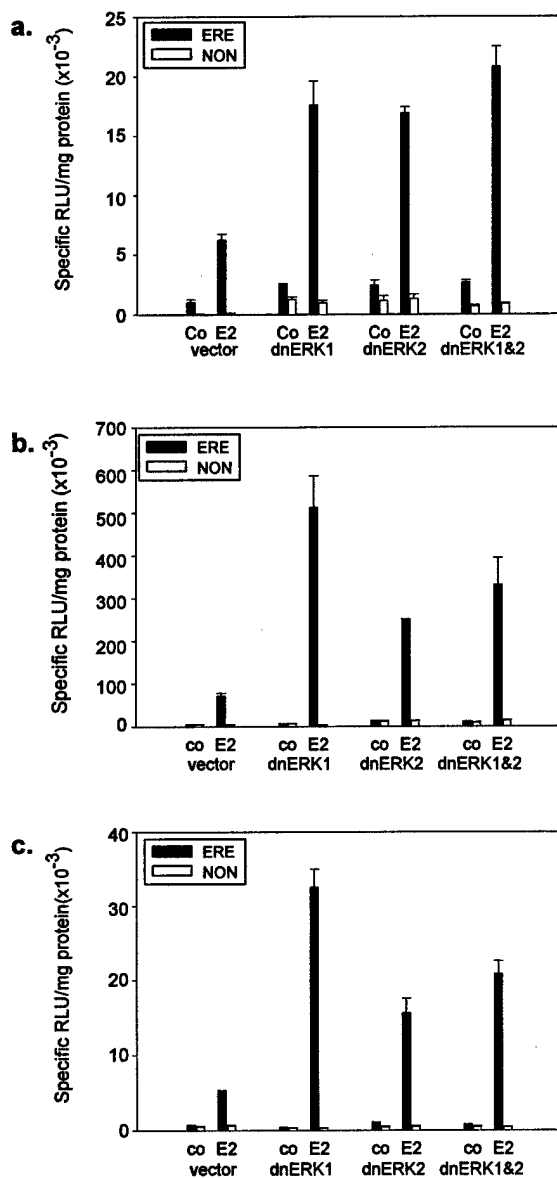 a.
Specific RLU/mg protein (x10-3)
25
20
15
10
5
0
ERE
NON
Co E2 Co E2 Co E2 Co E2
vector dnERK1 dnERK2 dnERK1&2
b.
Specific RLU/mg protein (x10-3)
700
600
500
400
300
200
100
0
ERE
NON
co E2 co E2 co E2 co E2
vector dnERK1 dnERK2 dnERK1&2
c.
Specific RLU/mg protein(x10-3)
40
30
20
10
0
ERE
NON
co E2 co E2 co E2 co E2
vector dnERK1 dnERK2 dnERK1&2